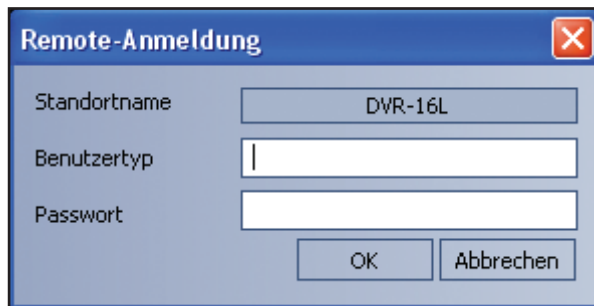 Remote-Anmeldung
Standortname DVR-16L
Benutzertyp
Passwort
OK Abbrechen